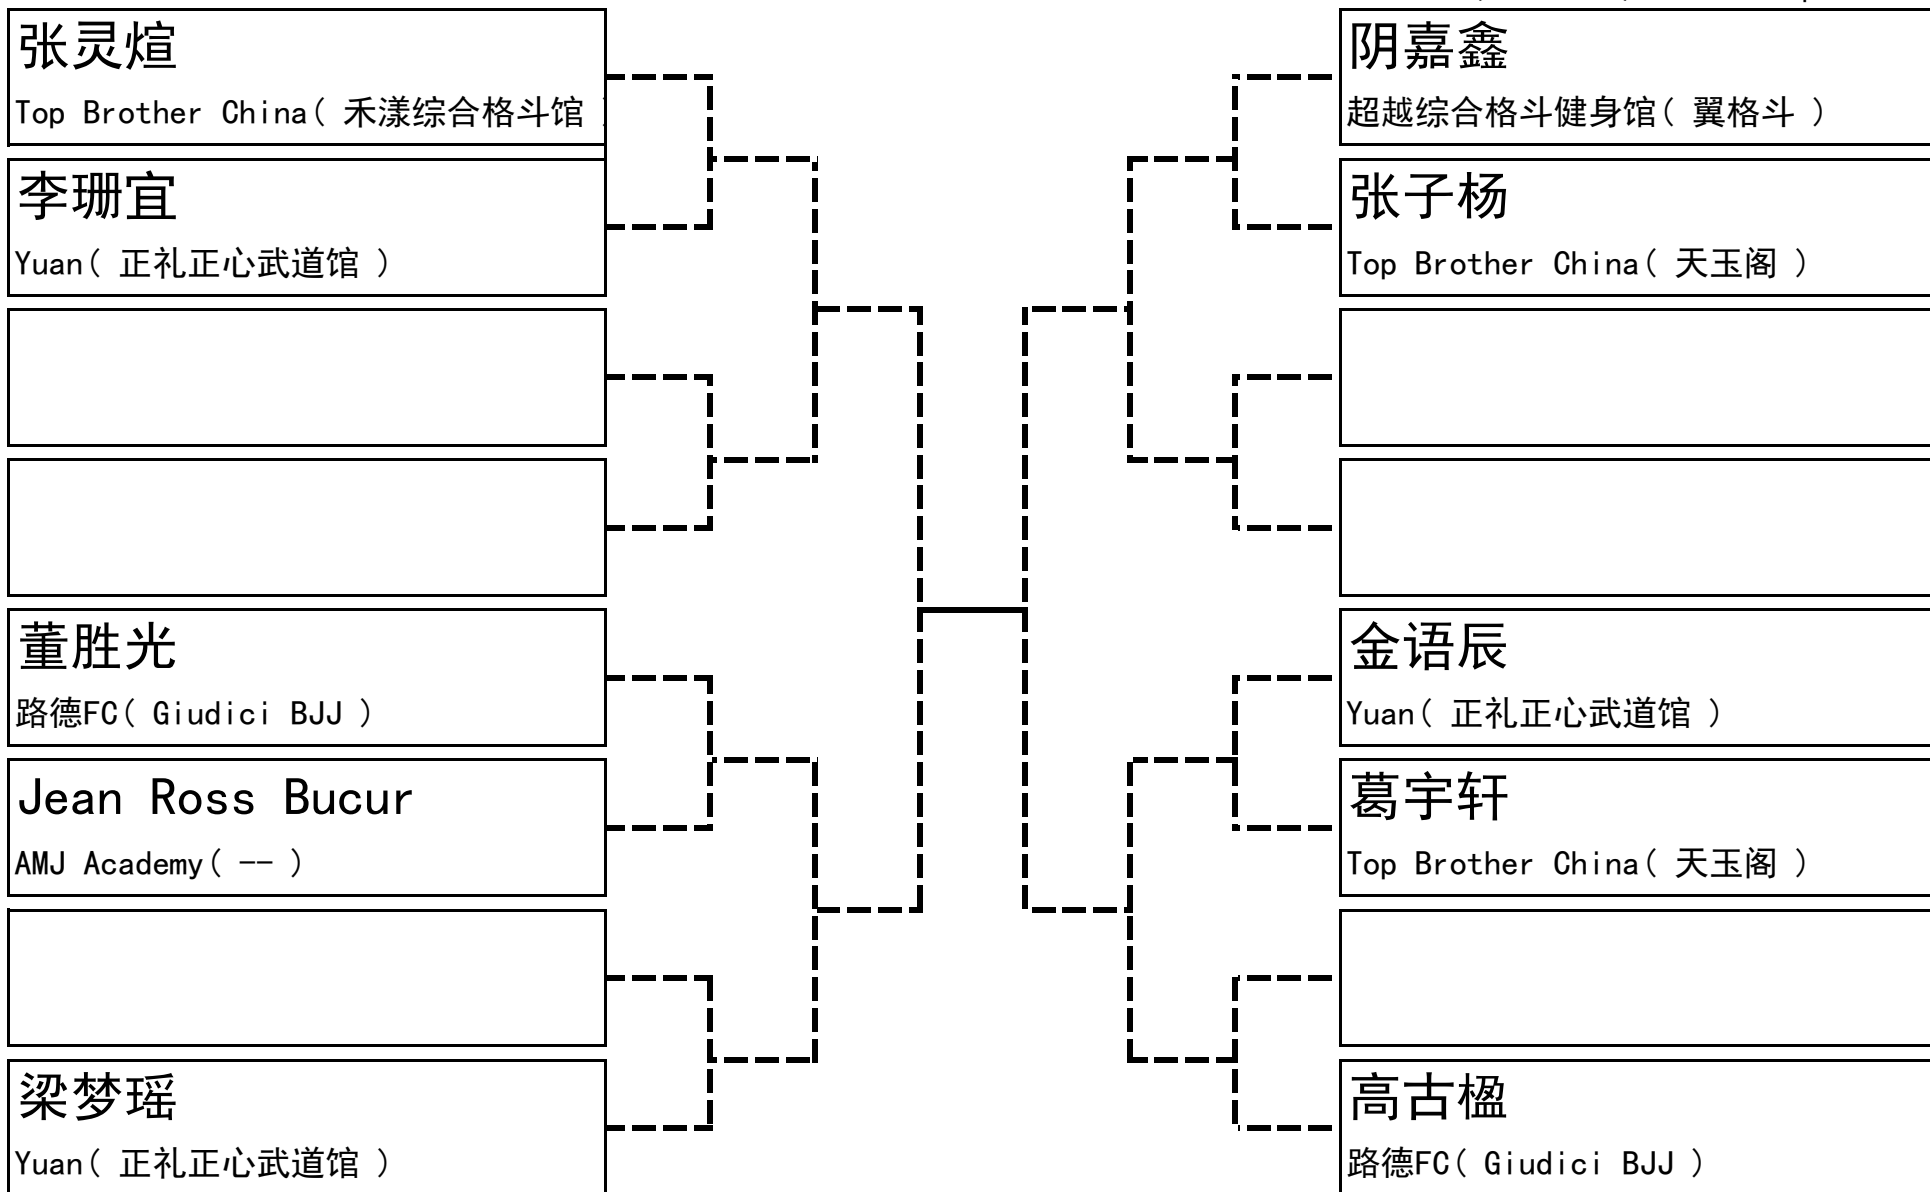 张灵煊
Top Brother China( 禾漾综合格斗馆 )
李珊宜
Yuan( 正礼正心武道馆 )
董胜光
路德FC( Giudici BJJ )
Jean Ross Bucur
AMJ Academy( -- )
梁梦瑶
Yuan( 正礼正心武道馆 )
阴嘉鑫
超越综合格斗健身馆( 翼格斗 )
张子杨
Top Brother China( 天玉阁 )
金语辰
Yuan( 正礼正心武道馆 )
葛宇轩
Top Brother China( 天玉阁 )
高古楹
路德FC( Giudici BJJ )